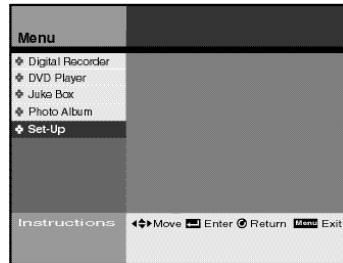 Menu
Digital Recorder
DVD Player
Juke Box
Photo Album
Set-Up
Instructions
Move Enter Return Menu Exit